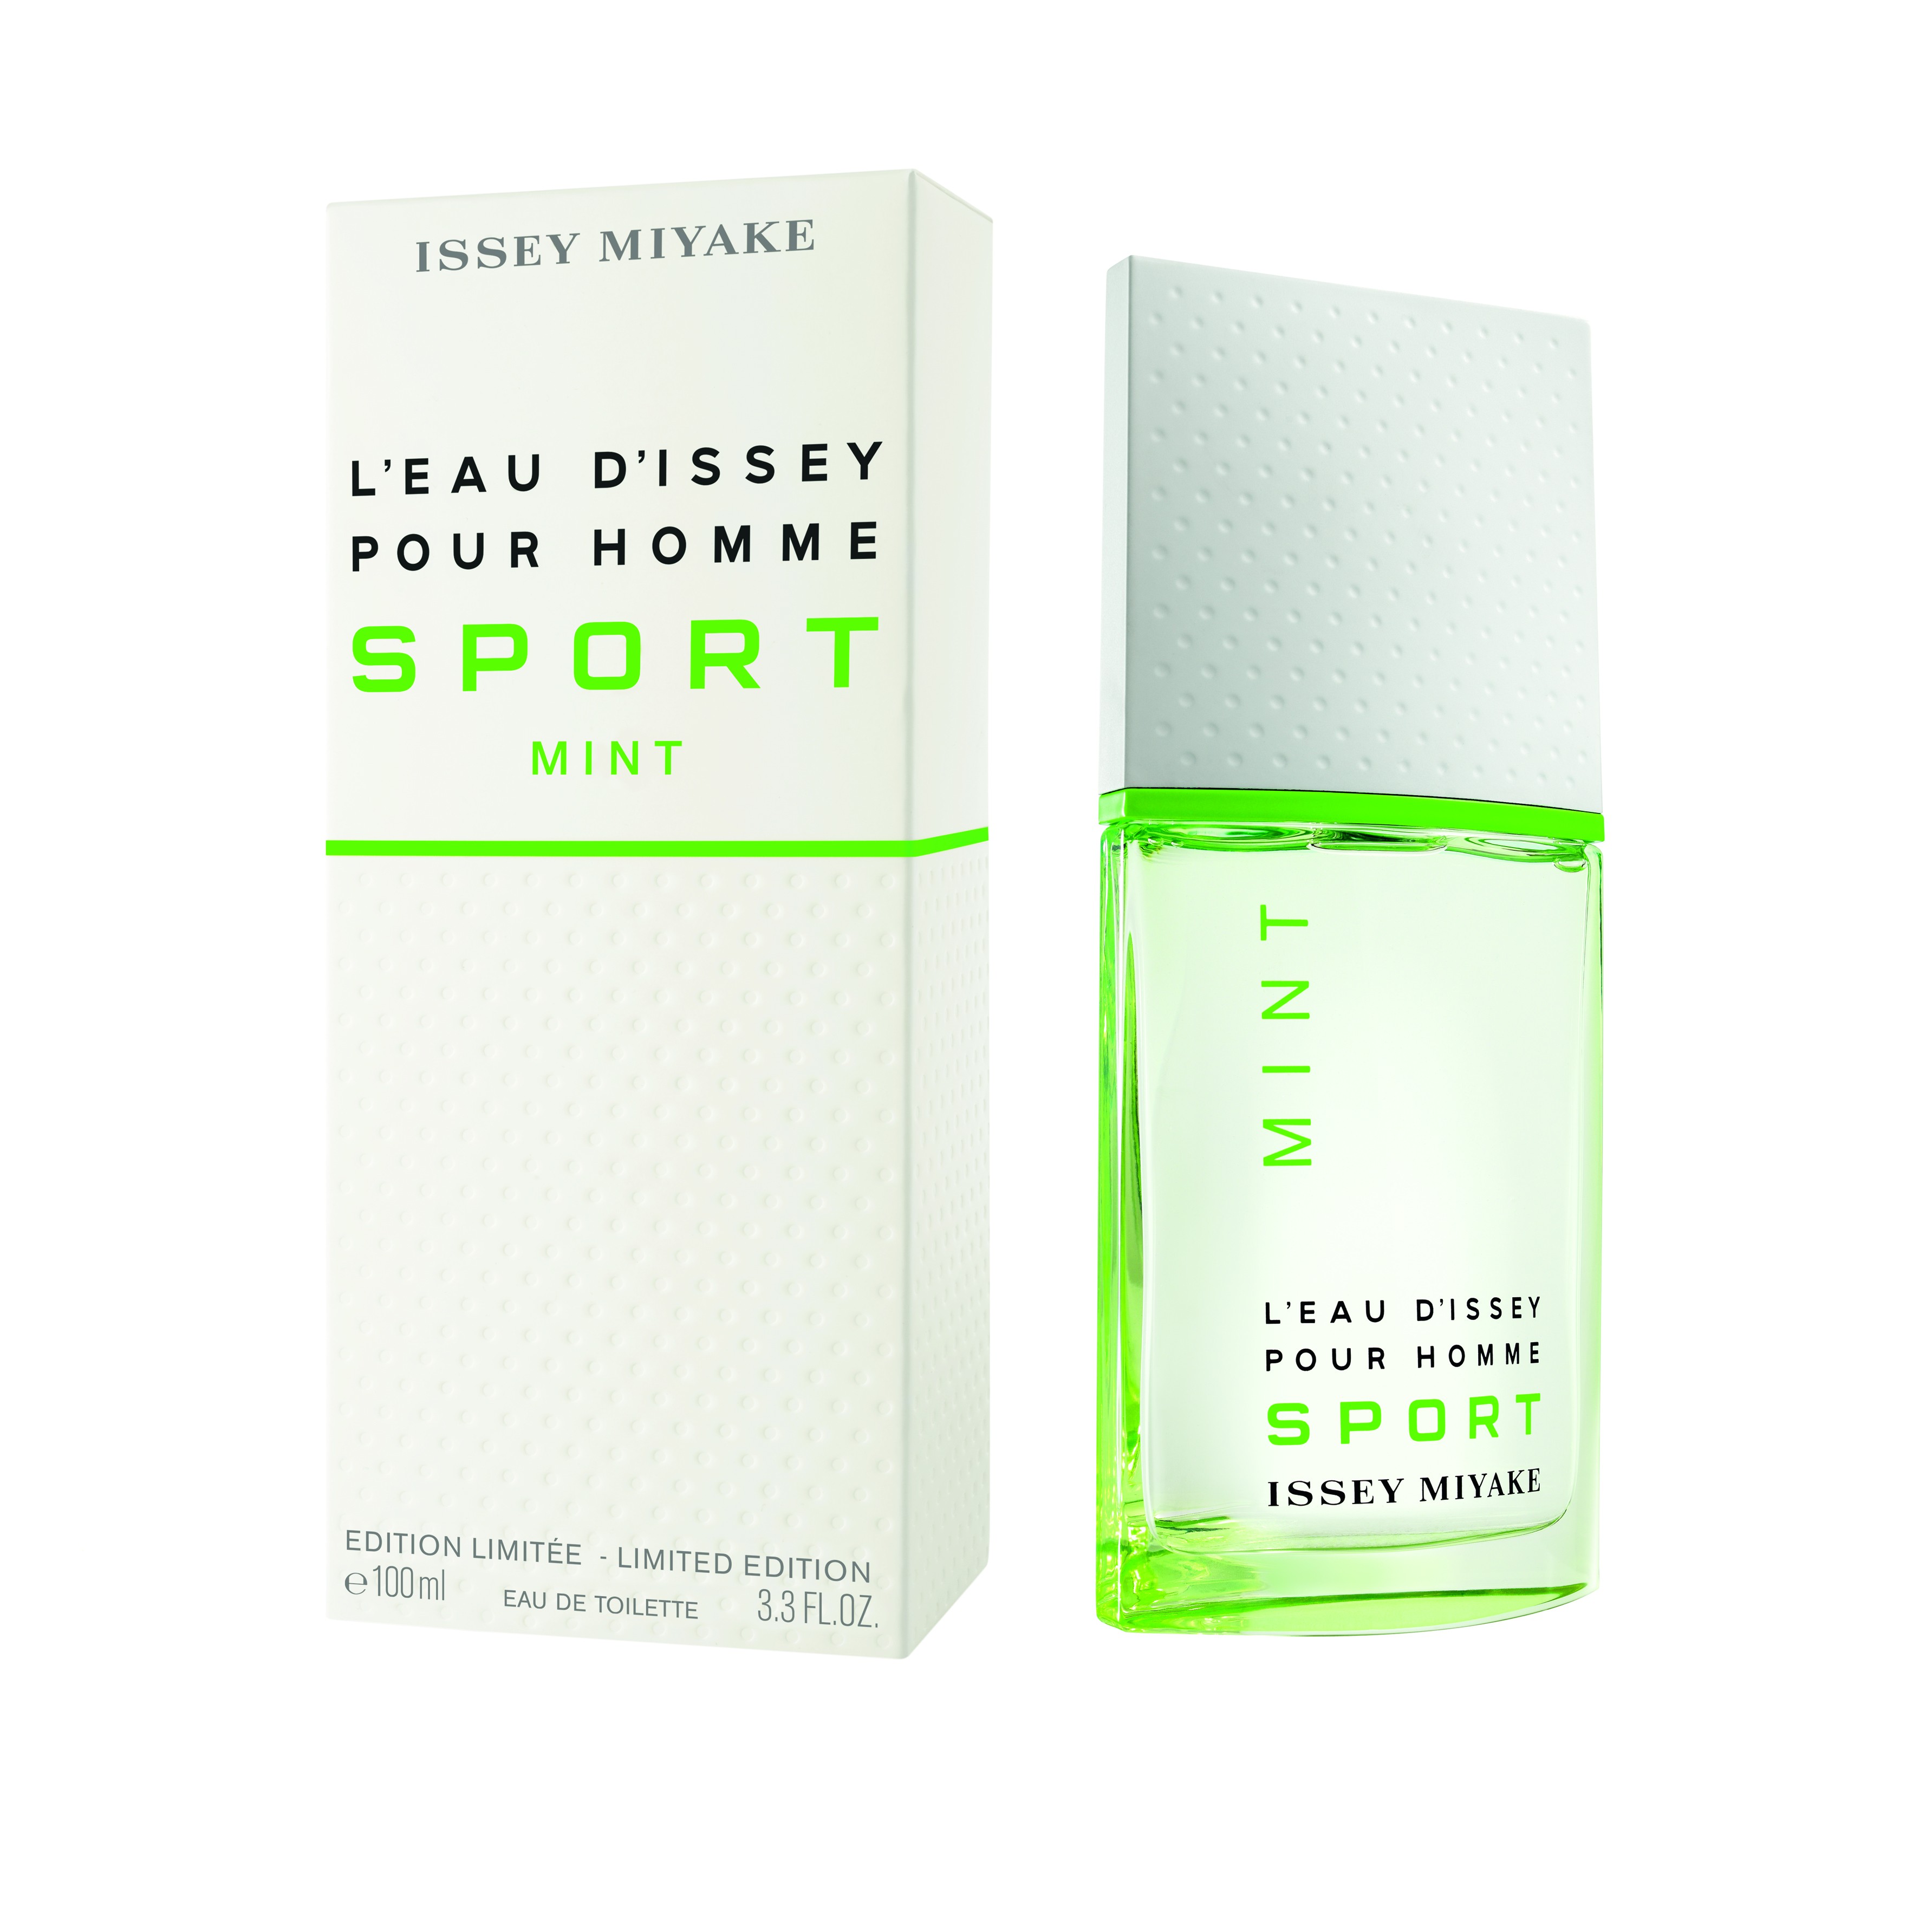 ISSEY MIYAKE
L'EAU D'ISSEY
POUR HOMME
SPORT
MINT
EDITION LIMITÉE - LIMITED EDITION
℮100ml EAU DE TOILETTE 3.3 FL.OZ.
MINT
L'EAU D'ISSEY
POUR HOMME
SPORT
ISSEY MIYAKE